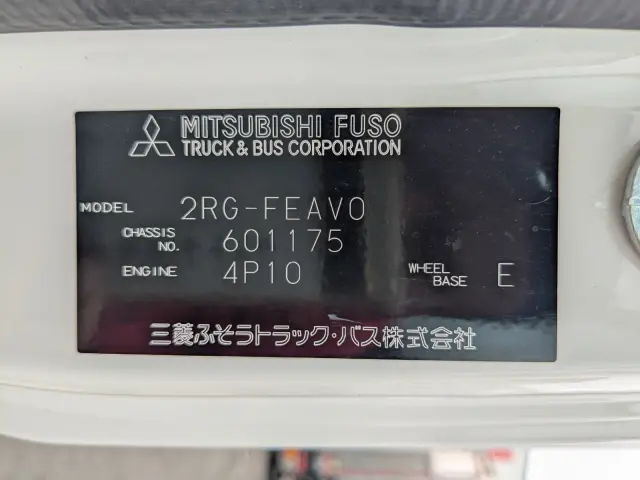 MITSUBISHI FUSO
TRUCK & BUS CORPORATION
MODEL 2RG-FEAV0
CHASSIS NO. 601175
ENGINE 4P10 WHEEL BASE E
三菱ふそうトラック・バス株式会社